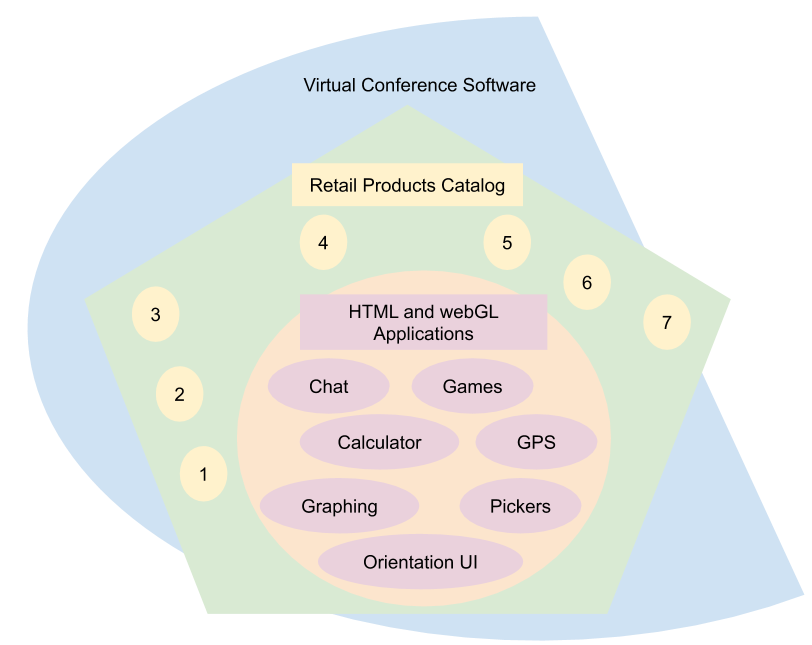 Virtual Conference Software
Retail Products Catalog
4
5
6
3
7
HTML and webGL
Applications
Chat
Games
2
Calculator
GPS
1
Graphing
Pickers
Orientation UI